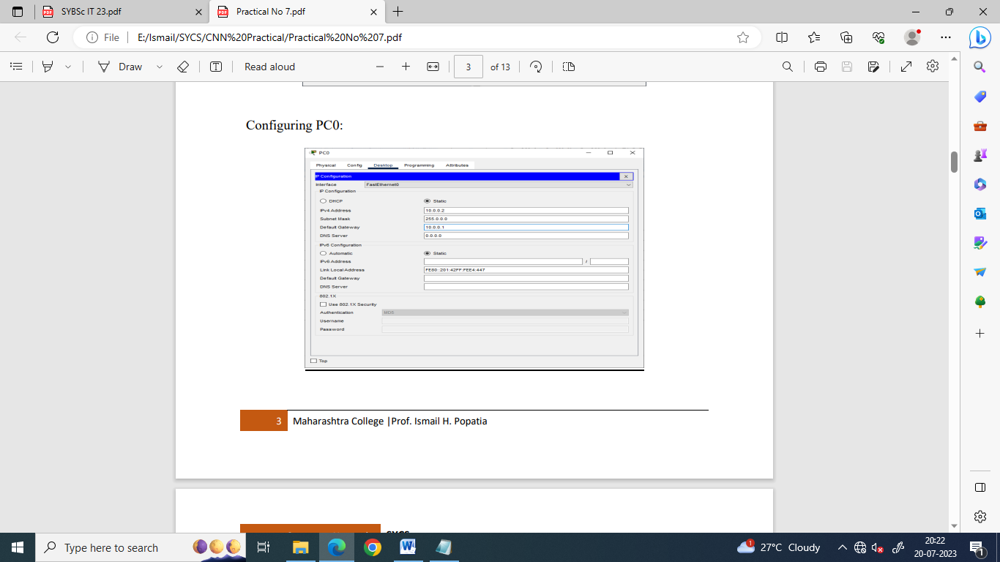 SYBSc IT 23.pdf
Practical No 7.pdf
File
E:/Ismail/SYCS/CNN%20Practical/Practical%20No%207.pdf
Draw
Read aloud
3
of 13
Configuring PC0:
PC0
Physical Config Desktop Programming Attributes
IP Configuration
Interface FastEthernet0
IP Configuration
DHCP Static
IPv4 Address 10.0.0.2
Subnet Mask 255.0.0.0
Default Gateway 10.0.0.1
DNS Server 0.0.0.0
IPv6 Configuration
Automatic Static
IPv6 Address /
Link Local Address FE80::201:42FF:FEE4:447
Default Gateway
DNS Server
802.1X
Use 802.1X Security
Authentication MD5
Username
Password
Top
3 Maharashtra College |Prof. Ismail H. Popatia
SYCS
Type here to search
1
27°C Cloudy
20:22
20-07-2023
1